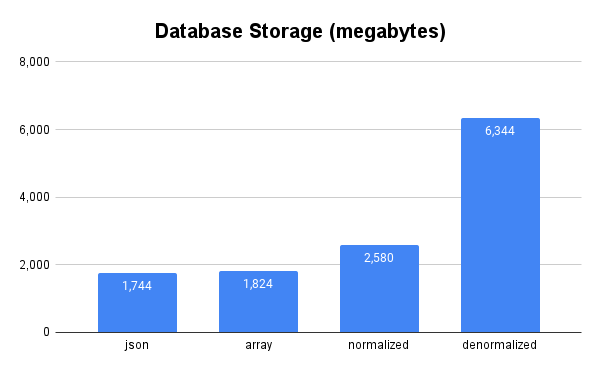 Database Storage (megabytes)
8,000
6,000
4,000
2,000
0
1,744
1,824
2,580
6,344
json
array
normalized
denormalized